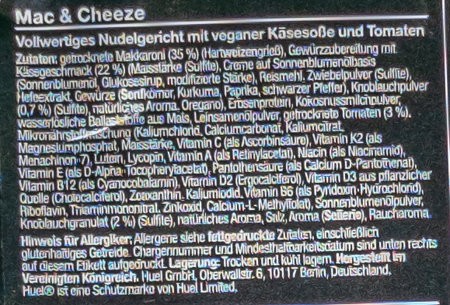 Mac & Cheeze
Vollwertiges Nudelgericht mit veganer Käsesoße und Tomaten
Zutaten: getrocknete Makkaroni (35 %) (Hartweizengrieß), Gewürzzubereitung mit
Käsegeschmack (22 %) (Maisstärke (Sulfite), Creme auf Sonnenblumenbasis
(Sonnenblumenöl, Glukosesirup, modifizierte Stärke), Reismehl, Zwiebelpulver (Sulfite),
Hefeextrakt, Gewürze (Senfkörner, Kurkuma, Paprika, schwarzer Pfeffer), Knoblauchpulver
(0,7 %) (Sulfite), natürliches Aroma, Oregano), Erbsenprotein, Kokosnussmilchpulver,
wasserlösliche Ballaststoffe aus Mais, Leinsamenpulver, getrocknete Tomaten (3 %),
Mikronährstoffmischung (Kaliumchlorid, Calciumcarbonat, Kaliumcitrat,
Magnesiumphosphat, Maisstärke, Vitamin C (als Ascorbinsäure), Vitamin K2 (als
Menachinon-7), Lutein, Lycopin, Vitamin A (als Retinylacetat), Niacin (als Niacinamid),
Vitamin E (als D-Alpha-Tocopherylacetat), Pantothensäure (als Calcium D-Pantothenat),
Vitamin B12 (als Cyanocobalamin), Vitamin D2 (Ergocalciferol), Vitamin D3 aus pflanzlicher
Quelle (Cholecalciferol), Zeaxanthin, Kaliumiodid, Vitamin B6 (als Pyridoxin-Hydrochlorid),
Riboflavin, Thiaminmononitrat, Zinkoxid, Calcium-L-Methylfolat), Sonnenblumenpulver,
Knoblauchgranulat (2 %) (Sulfite), natürliches Aroma, Salz, Aroma (Sellerie), Raucharoma.
Hinweis für Allergiker: Allergene siehe fettgedruckte Zutaten, einschließlich
glutenhaltigem Getreide. Chargennummer und Mindesthaltbarkeitsdatum sind unten rechts
auf diesem Etikett aufgedruckt. Lagerung: Trocken und kühl lagern. Hergestellt im
Vereinigten Königreich. Huel GmbH, Oberwallstr. 6, 10117 Berlin, Deutschland.
Huel® ist eine Schutzmarke von Huel Limited.